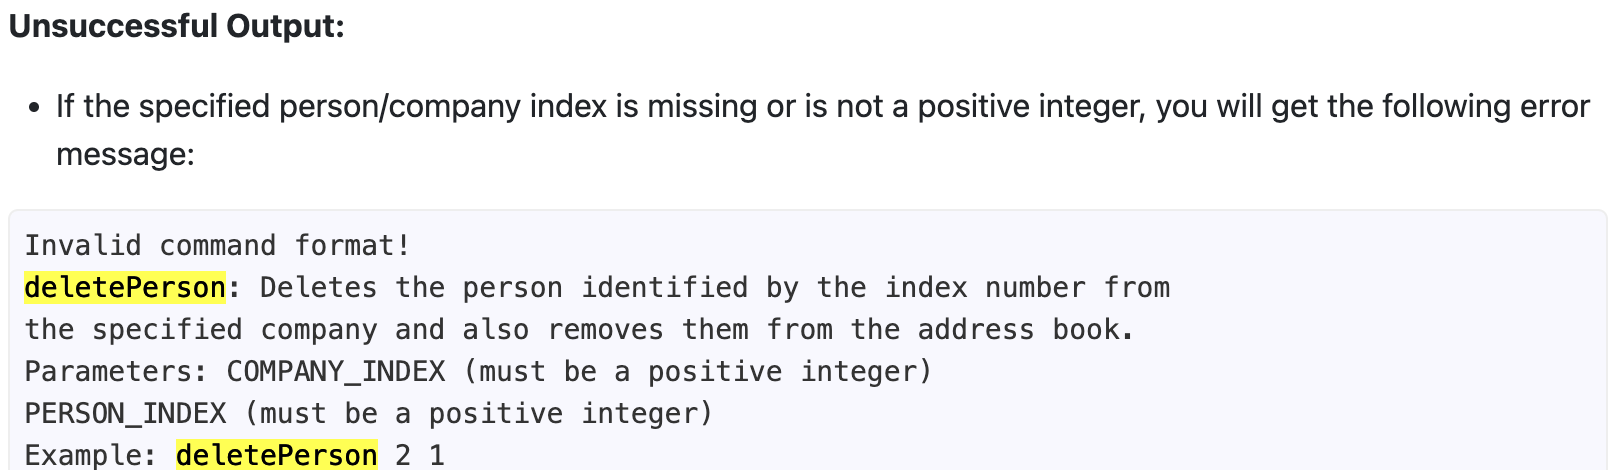 Unsuccessful Output:
• If the specified person/company index is missing or is not a positive integer, you will get the following error
message:
Invalid command format!
deletePerson: Deletes the person identified by the index number from
the specified company and also removes them from the address book.
Parameters: COMPANY_INDEX (must be a positive integer)
PERSON_INDEX (must be a positive integer)
Example: deletePerson 2 1